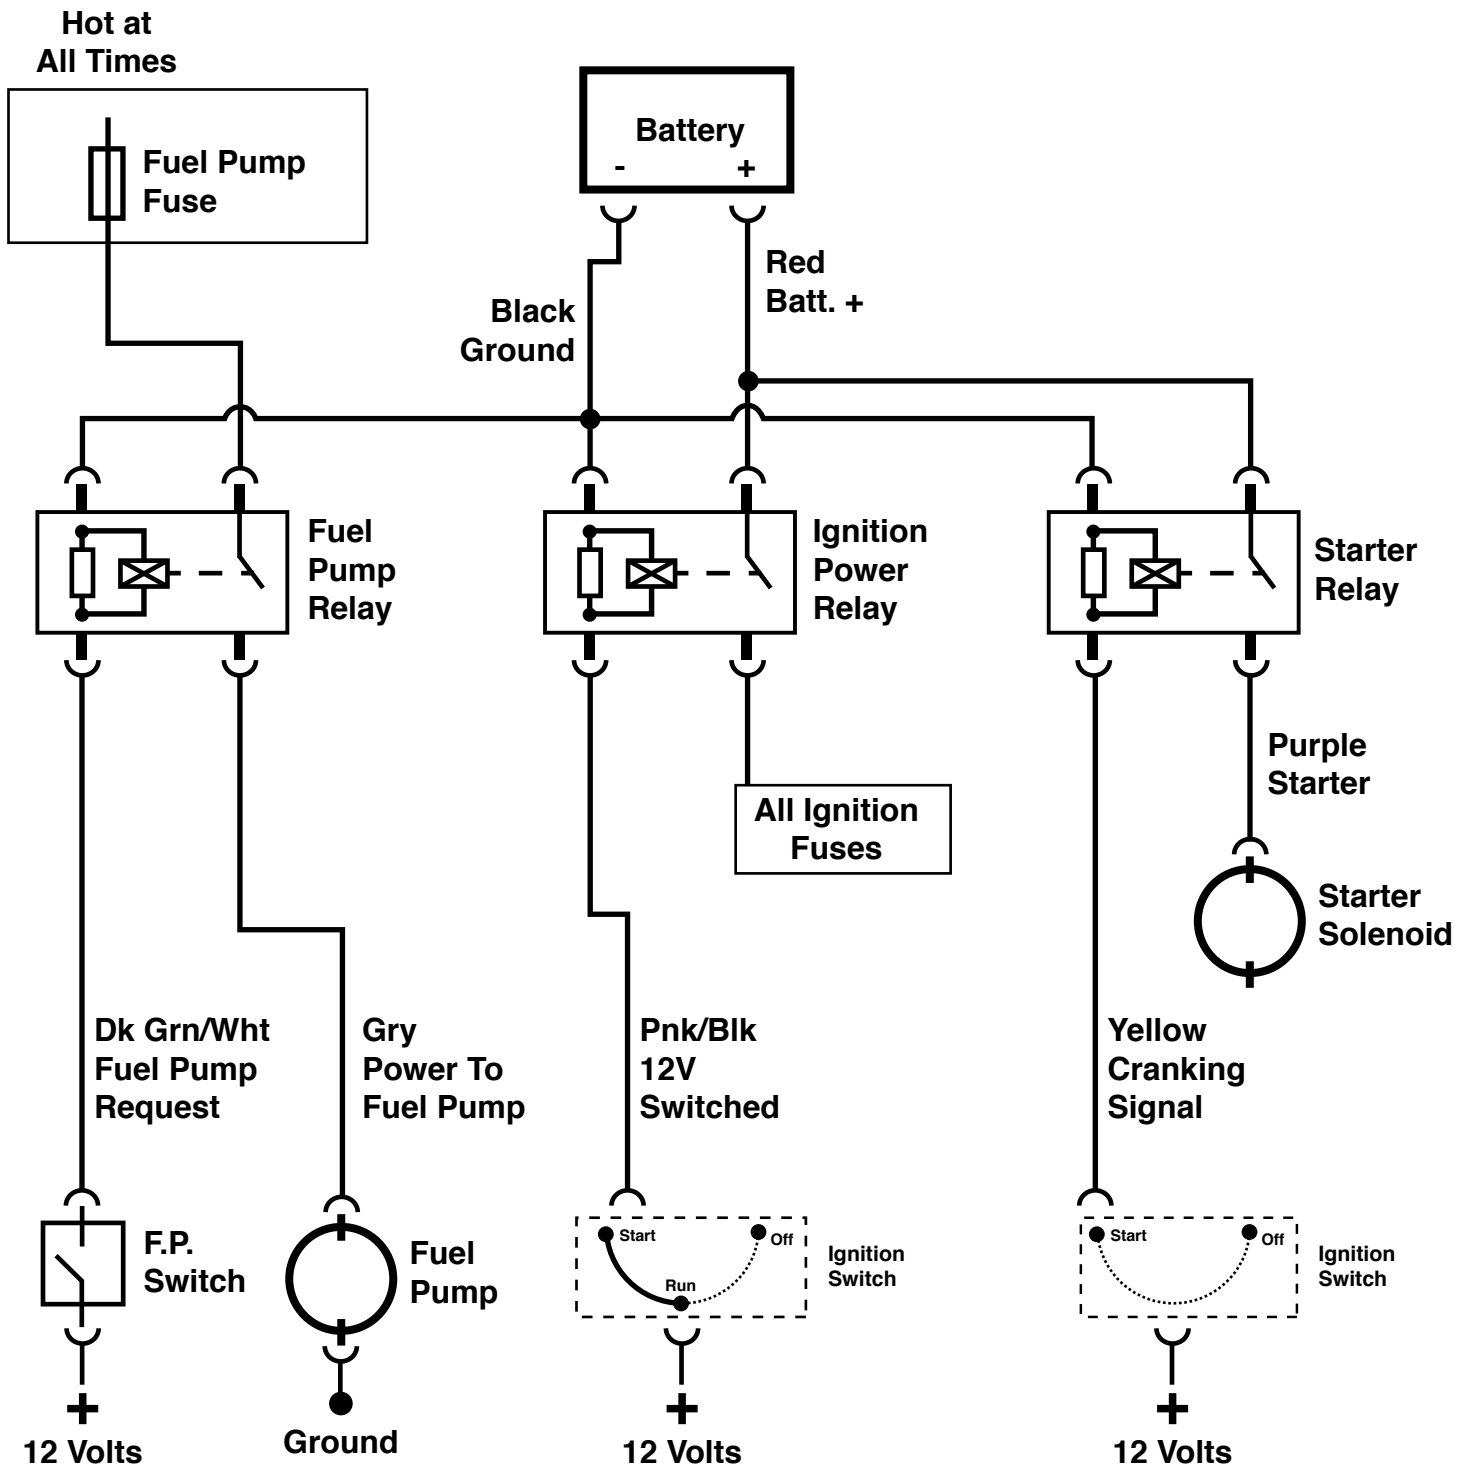 Hot at
All Times
Fuel Pump
Fuse
Battery
- +
Red
Batt. +
Black
Ground
Fuel
Pump
Relay
Ignition
Power
Relay
Starter
Relay
Purple
Starter
All Ignition
Fuses
Starter
Solenoid
Dk Grn/Wht
Fuel Pump
Request
Gry
Power To
Fuel Pump
Pnk/Blk
12V
Switched
Yellow
Cranking
Signal
F.P.
Switch
Fuel
Pump
Start
Off
Run
Ignition
Switch
Start
Off
Ignition
Switch
+
12 Volts
Ground
+
12 Volts
+
12 Volts